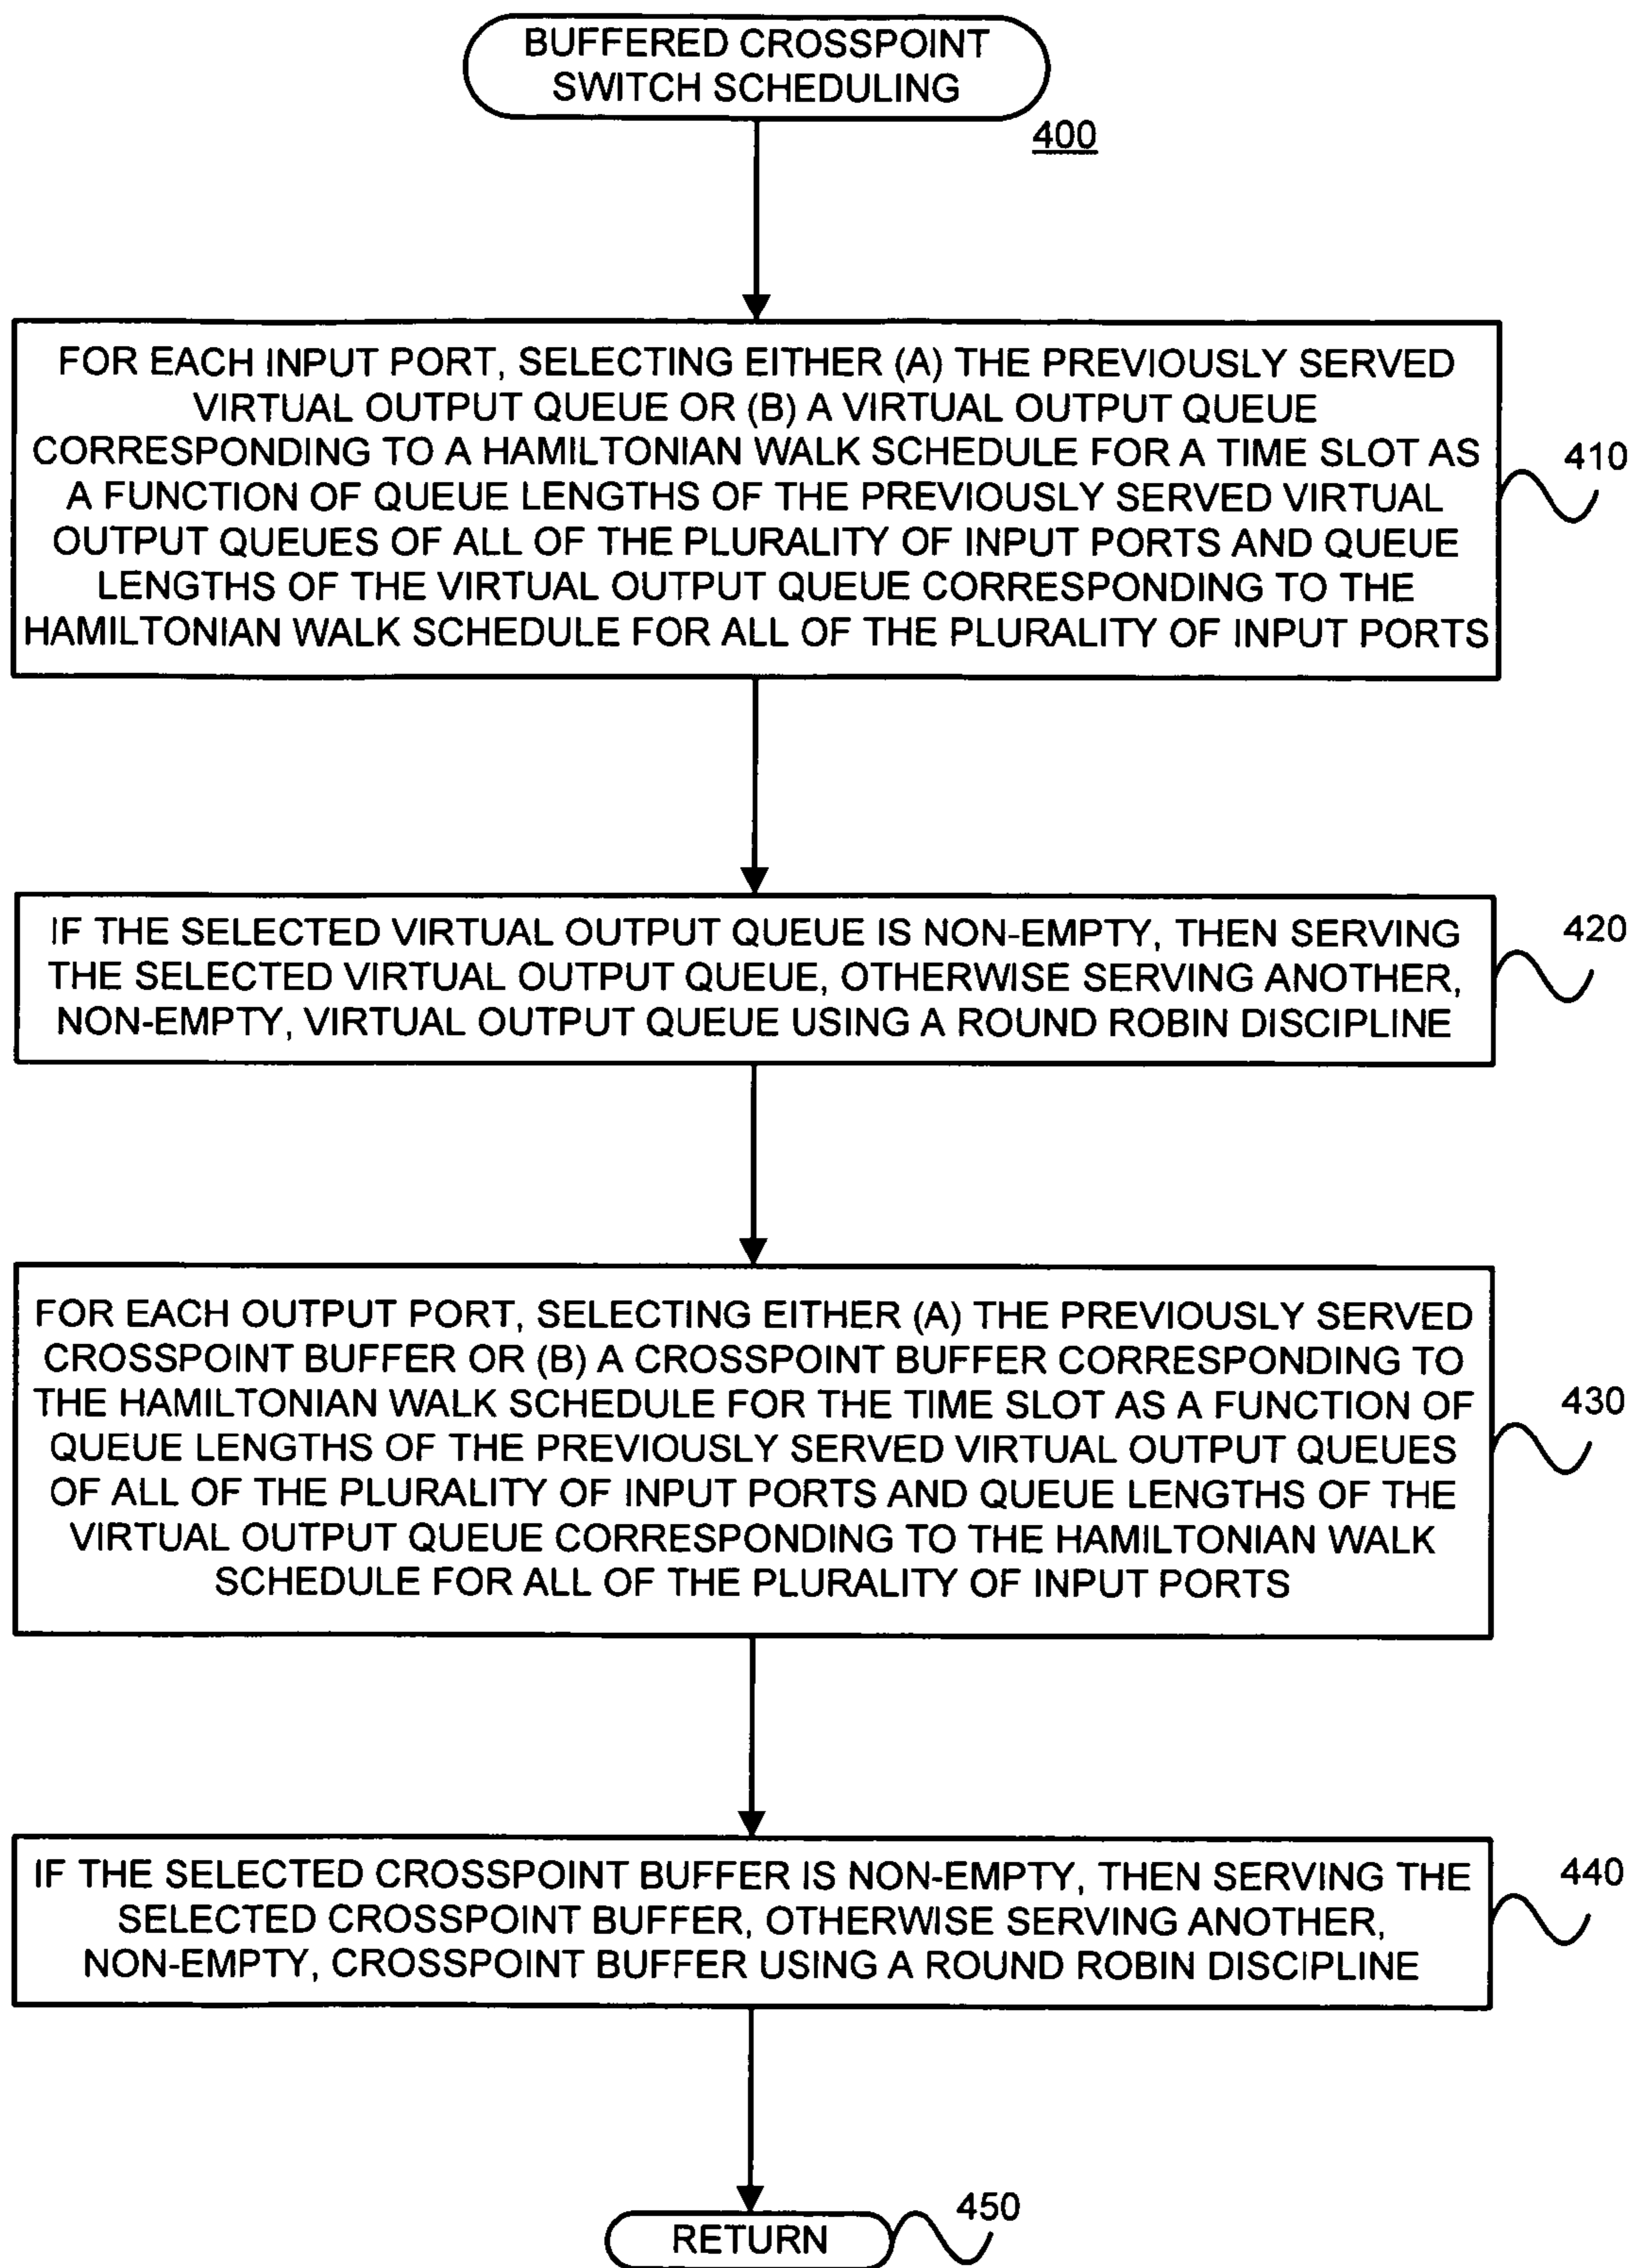 BUFFERED CROSSPOINT
SWITCH SCHEDULING
400
FOR EACH INPUT PORT, SELECTING EITHER (A) THE PREVIOUSLY SERVED
VIRTUAL OUTPUT QUEUE OR (B) A VIRTUAL OUTPUT QUEUE
CORRESPONDING TO A HAMILTONIAN WALK SCHEDULE FOR A TIME SLOT AS
A FUNCTION OF QUEUE LENGTHS OF THE PREVIOUSLY SERVED VIRTUAL
OUTPUT QUEUES OF ALL OF THE PLURALITY OF INPUT PORTS AND QUEUE
LENGTHS OF THE VIRTUAL OUTPUT QUEUE CORRESPONDING TO THE
HAMILTONIAN WALK SCHEDULE FOR ALL OF THE PLURALITY OF INPUT PORTS
410
IF THE SELECTED VIRTUAL OUTPUT QUEUE IS NON-EMPTY, THEN SERVING
THE SELECTED VIRTUAL OUTPUT QUEUE, OTHERWISE SERVING ANOTHER,
NON-EMPTY, VIRTUAL OUTPUT QUEUE USING A ROUND ROBIN DISCIPLINE
420
FOR EACH OUTPUT PORT, SELECTING EITHER (A) THE PREVIOUSLY SERVED
CROSSPOINT BUFFER OR (B) A CROSSPOINT BUFFER CORRESPONDING TO
THE HAMILTONIAN WALK SCHEDULE FOR THE TIME SLOT AS A FUNCTION OF
QUEUE LENGTHS OF THE PREVIOUSLY SERVED VIRTUAL OUTPUT QUEUES
OF ALL OF THE PLURALITY OF INPUT PORTS AND QUEUE LENGTHS OF THE
VIRTUAL OUTPUT QUEUE CORRESPONDING TO THE HAMILTONIAN WALK
SCHEDULE FOR ALL OF THE PLURALITY OF INPUT PORTS
430
IF THE SELECTED CROSSPOINT BUFFER IS NON-EMPTY, THEN SERVING THE
SELECTED CROSSPOINT BUFFER, OTHERWISE SERVING ANOTHER,
NON-EMPTY, CROSSPOINT BUFFER USING A ROUND ROBIN DISCIPLINE
440
RETURN
450